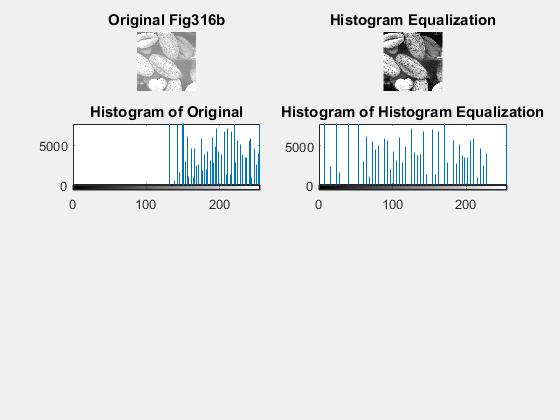 Original Fig316b
Histogram Equalization
Histogram of Original
Histogram of Histogram Equalization
5000
0
0 100 200
5000
0
0 100 200